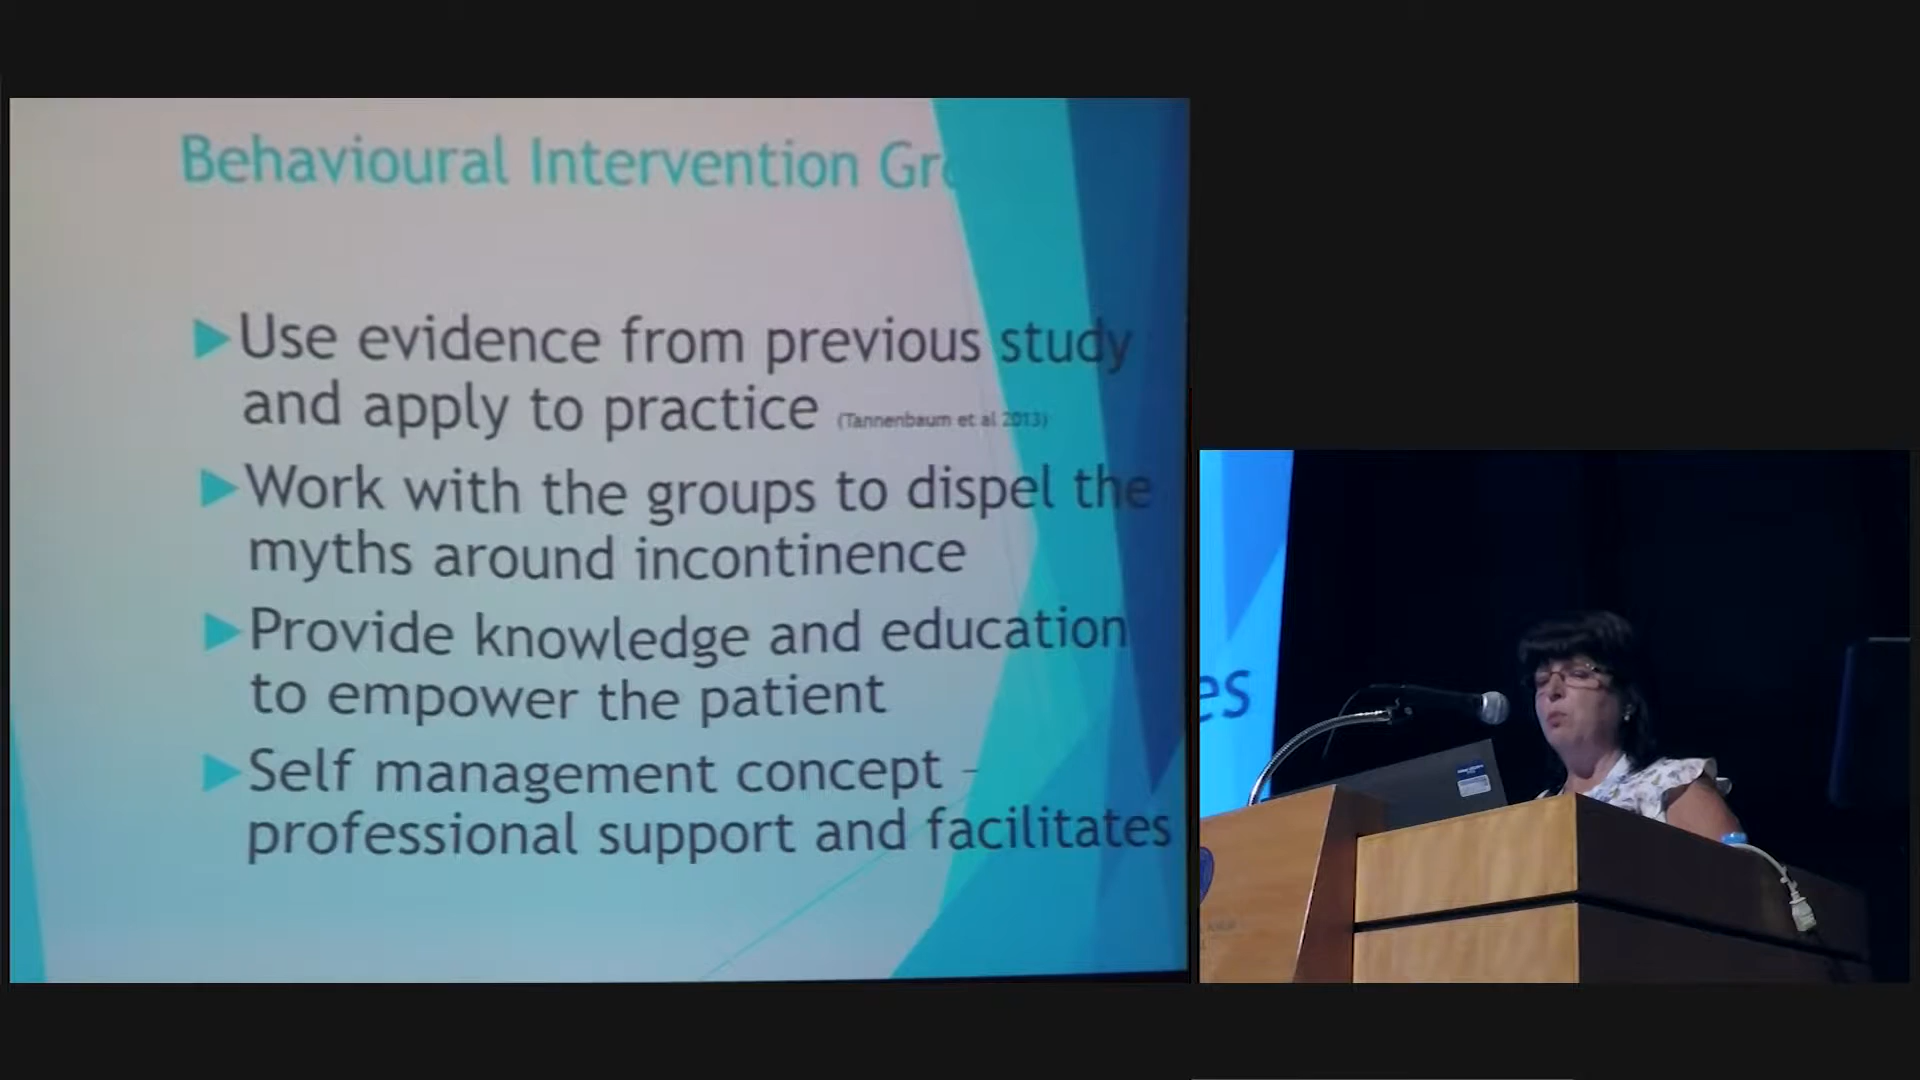 Behavioural Intervention Gro
Use evidence from previous study
and apply to practice (Tannenbaum et al 2013)
Work with the groups to dispel the
myths around incontinence
Provide knowledge and education
to empower the patient
Self management concept –
professional support and facilitates
es